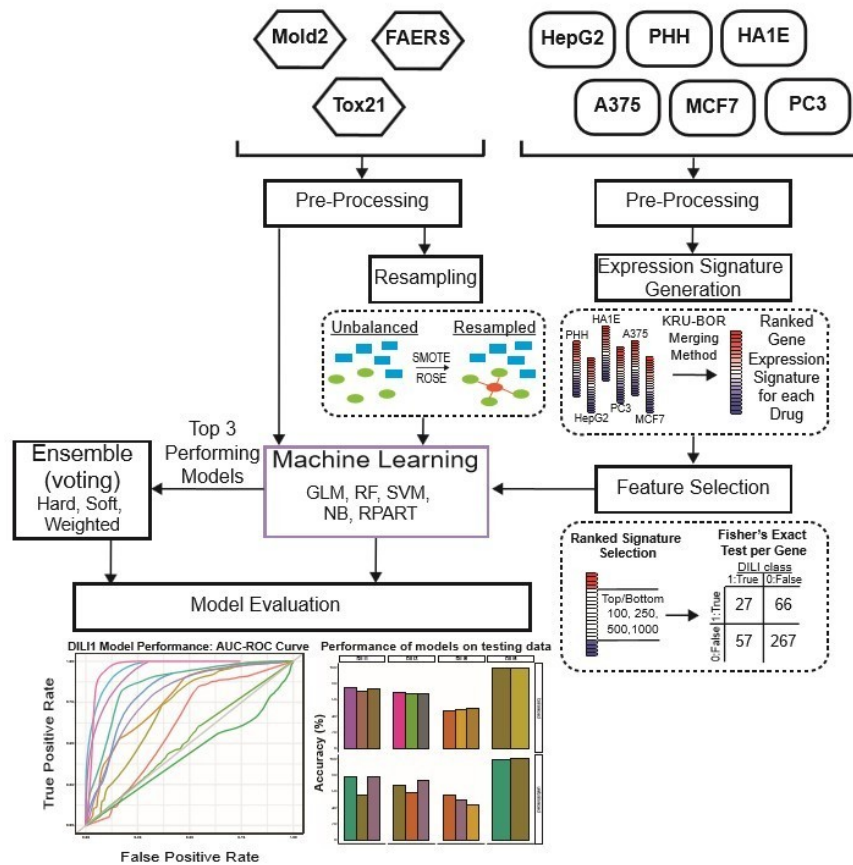 Mold2
FAERS
Tox21
HepG2
PHH
HA1E
A375
MCF7
PC3
Pre-Processing
Pre-Processing
Resampling
Expression Signature
Generation
Unbalanced
Resampled
SMOTE
ROSE
PHH
HA1E
A375
HepG2
PC3
MCF7
KRU-BOR
Merging
Method
Ranked
Gene
Expression
Signature
for each
Drug
Top 3
Performing
Models
Ensemble
(voting)
Hard, Soft,
Weighted
Machine Learning
GLM, RF, SVM,
NB, RPART
Feature Selection
Ranked Signature
Selection
Top/Bottom
100, 250,
500,1000
Fisher's Exact
Test per Gene
DILI class
1:True 0:False
1:True
0:False
27 66
57 267
Model Evaluation
DILI1 Model Performance: AUC-ROC Curve
True Positive Rate
False Positive Rate
Performance of models on testing data
Accuracy (%)